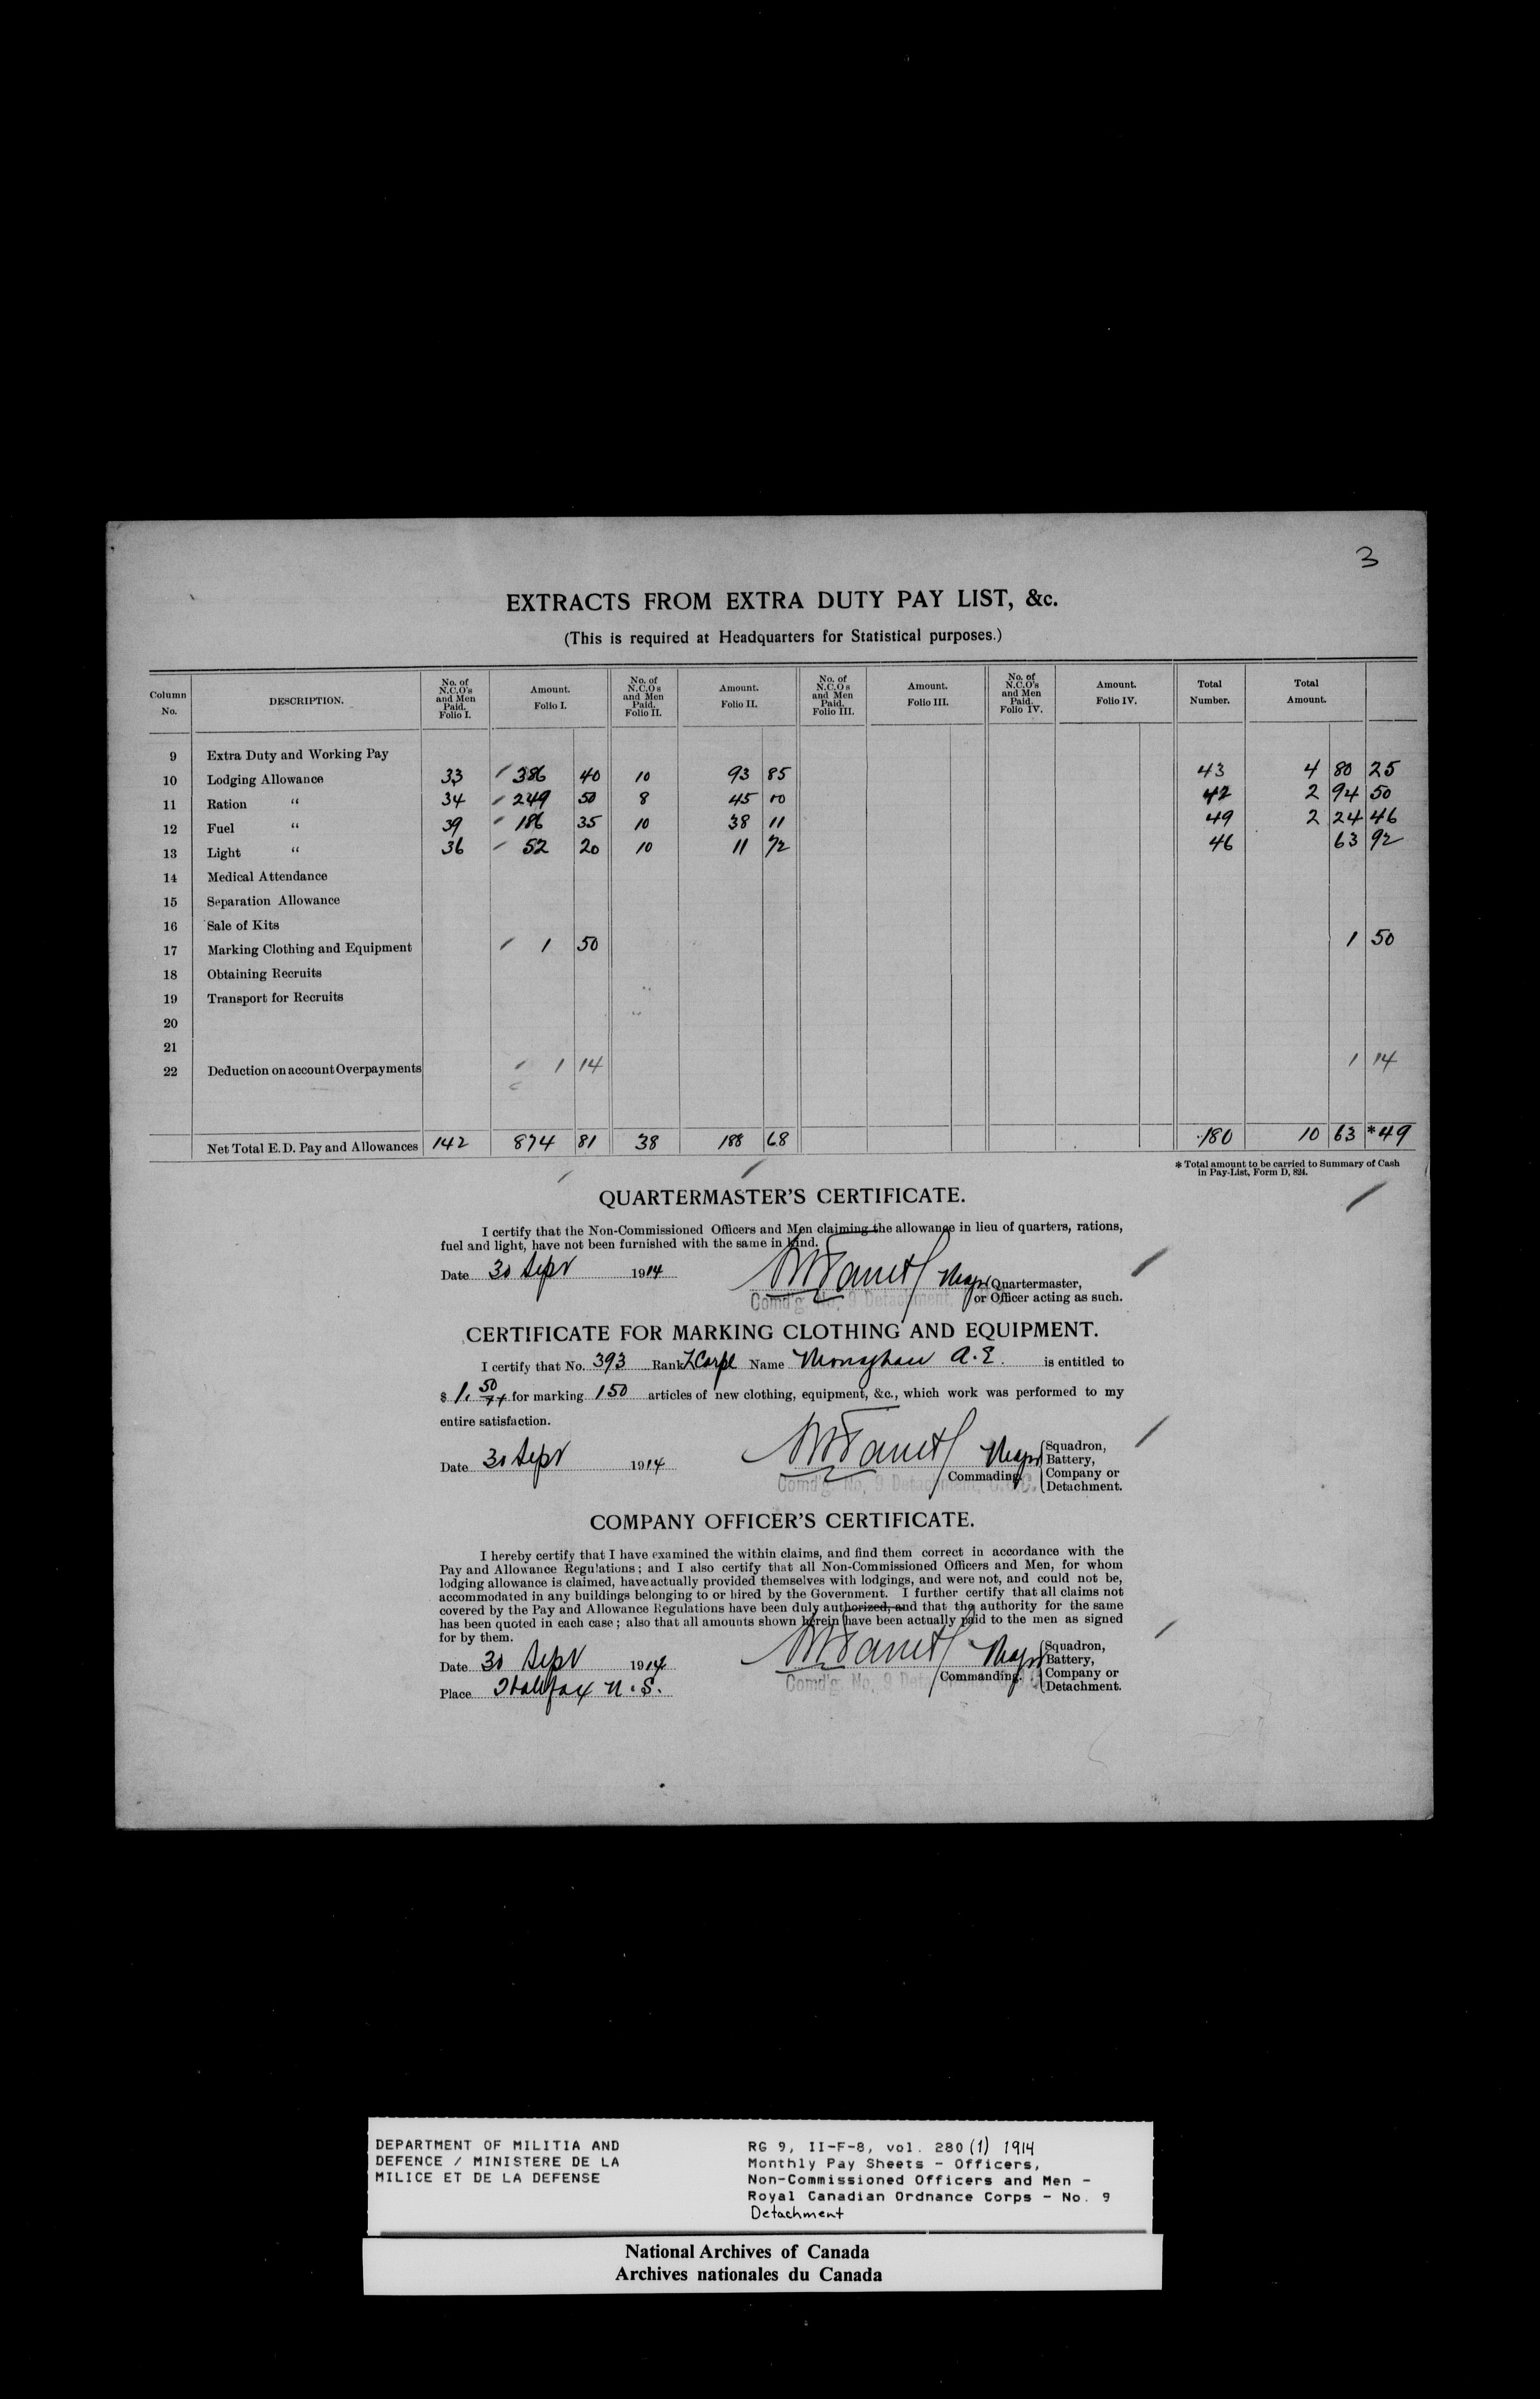 3
EXTRACTS FROM EXTRA DUTY PAY LIST, &c.
(This is required at Headquarters for Statistical purposes.)
Column No. DESCRIPTION. No. of N.C.O's and Men Paid. Folio I. Amount. Folio I. No. of N.C.O's and Men Paid. Folio II. Amount. Folio II. No. of N.C.O's and Men Paid. Folio III. Amount. Folio III. No. of N.C.O's and Men Paid. Folio IV. Amount. Folio IV. Total Number. Total Amount.
9 Extra Duty and Working Pay
10 Lodging Allowance 33 386 40 10 93 85 43 4 80 25
11 Ration “ 34 249 50 8 45 00 42 2 94 50
12 Fuel “ 39 186 35 10 38 11 49 2 24 46
13 Light “ 36 52 20 10 11 72 46 63 92
14 Medical Attendance
15 Separation Allowance
16 Sale of Kits
17 Marking Clothing and Equipment 1 50 1 50
18 Obtaining Recruits
19 Transport for Recruits
20
21
22 Deduction on account Overpayments 1 14 1 14
Net Total E.D. Pay and Allowances 142 874 81 38 188 68 180 10 63 *49
* Total amount to be carried to Summary of Cash
in Pay-List, Form D, 824.
QUARTERMASTER'S CERTIFICATE.
I certify that the Non-Commissioned Officers and Men claiming the allowance in lieu of quarters, rations,
fuel and light, have not been furnished with the same in kind.
Date 30 Sept 1914 Major Quartermaster,
or Officer acting as such.
Comd'g. No, 9 Detachment,
CERTIFICATE FOR MARKING CLOTHING AND EQUIPMENT.
I certify that No. 393 Rank L Corpl Name Monaghan A.E. is entitled to
$ 1.50 for marking 150 articles of new clothing, equipment, &c., which work was performed to my
entire satisfaction.
Date 30 Sept 1914 Major Commading
Squadron,
Battery,
Company or
Detachment.
Comd'g. No, 9 Detachment, C.O.C.
COMPANY OFFICER'S CERTIFICATE.
I hereby certify that I have examined the within claims, and find them correct in accordance with the
Pay and Allowance Regulations; and I also certify that all Non-Commissioned Officers and Men, for whom
lodging allowance is claimed, have actually provided themselves with lodgings, and were not, and could not be,
accommodated in any buildings belonging to or hired by the Government. I further certify that all claims not
covered by the Pay and Allowance Regulations have been duly authorized, and that the authority for the same
has been quoted in each case; also that all amounts shown herein have been actually paid to the men as signed
for by them.
Date 30 Sept 1914 Major Commanding.
Squadron,
Battery,
Company or
Detachment.
Comd'g. No, 9 Detachment
Place Halifax N.S.
DEPARTMENT OF MILITIA AND
DEFENCE / MINISTERE DE LA
MILICE ET DE LA DEFENSE
RG 9, II-F-8, vol. 280 (1) 1914
Monthly Pay Sheets - Officers,
Non-Commissioned Officers and Men -
Royal Canadian Ordnance Corps - No. 9
Detachment
National Archives of Canada
Archives nationales du Canada